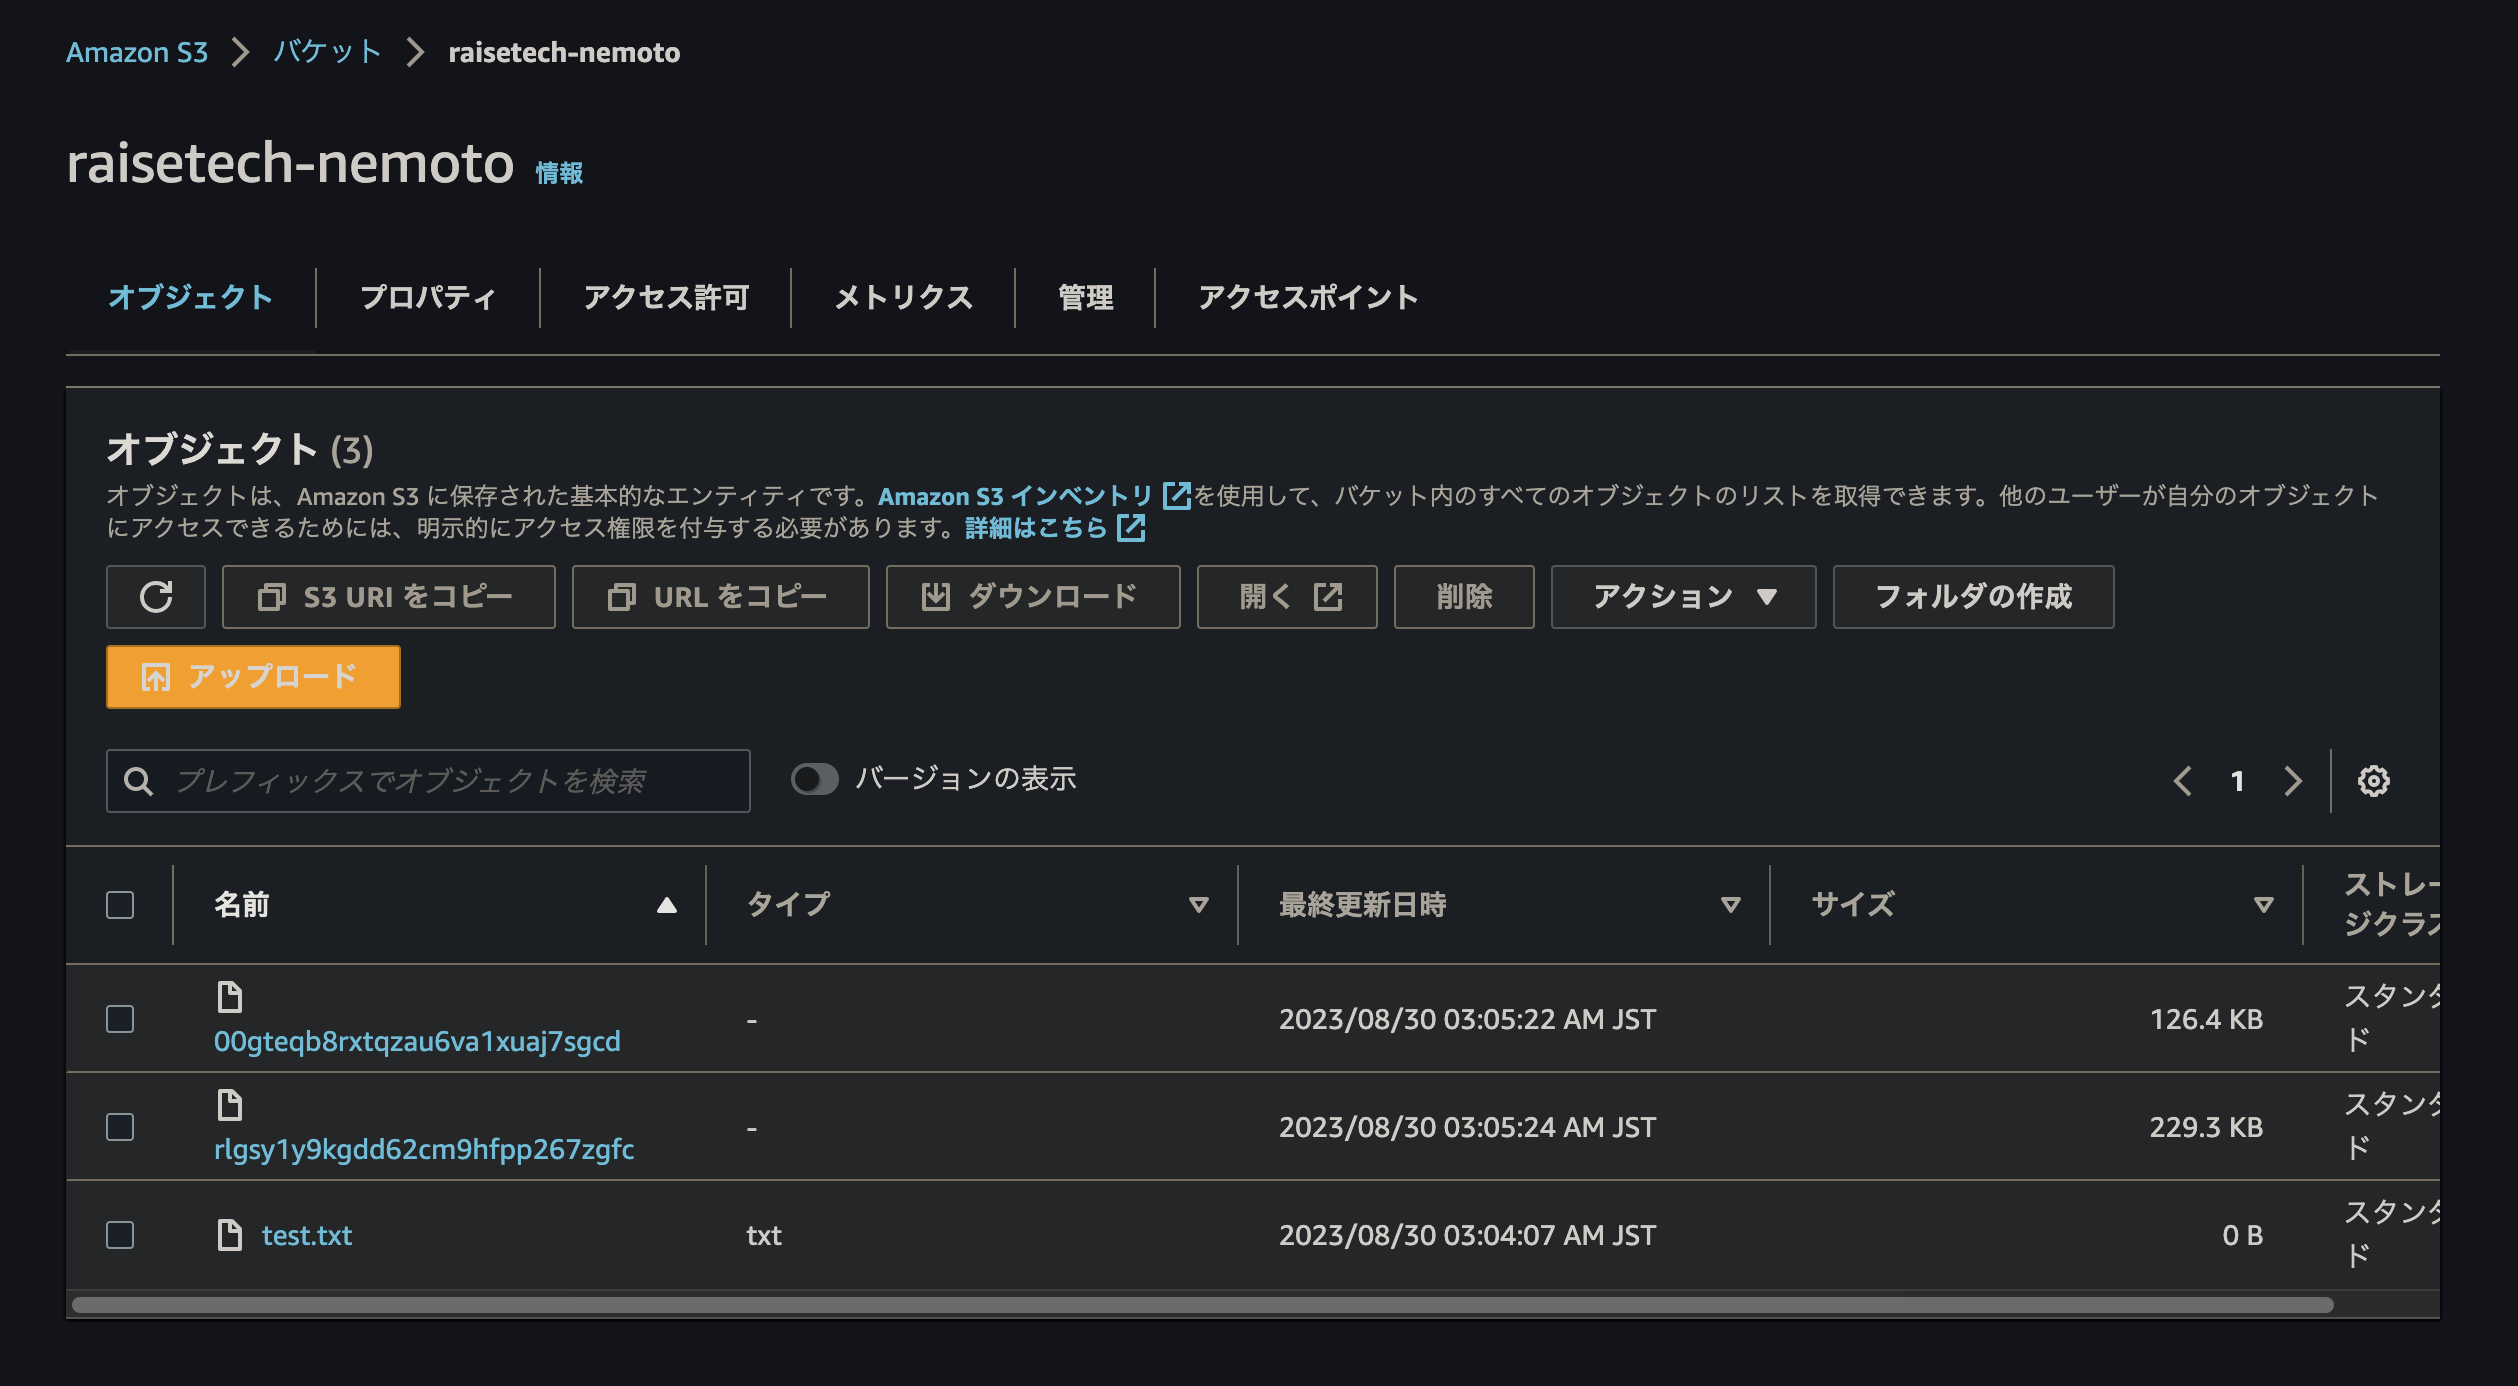 Amazon S3 > バケット > raisetech-nemoto
raisetech-nemoto 情報
オブジェクト プロパティ アクセス許可 メトリクス 管理 アクセスポイント
オブジェクト (3)
オブジェクトは、Amazon S3 に保存された基本的なエンティティです。Amazon S3 インベントリ を使用して、バケット内のすべてのオブジェクトのリストを取得できます。他のユーザーが自分のオブジェクト
にアクセスできるためには、明示的にアクセス権限を付与する必要があります。詳細はこちら
S3 URI をコピー URL をコピー ダウンロード 開く 削除 アクション フォルダの作成
アップロード
プレフィックスでオブジェクトを検索 バージョンの表示 1
名前 タイプ 最終更新日時 サイズ ストレー
ジクラス
00gteqb8rxtqzau6va1xuaj7sgcd - 2023/08/30 03:05:22 AM JST 126.4 KB スタンダ
ド
rlgsy1y9kgdd62cm9hfpp267zgfc - 2023/08/30 03:05:24 AM JST 229.3 KB スタンダ
ド
test.txt txt 2023/08/30 03:04:07 AM JST 0 B スタンダ
ド